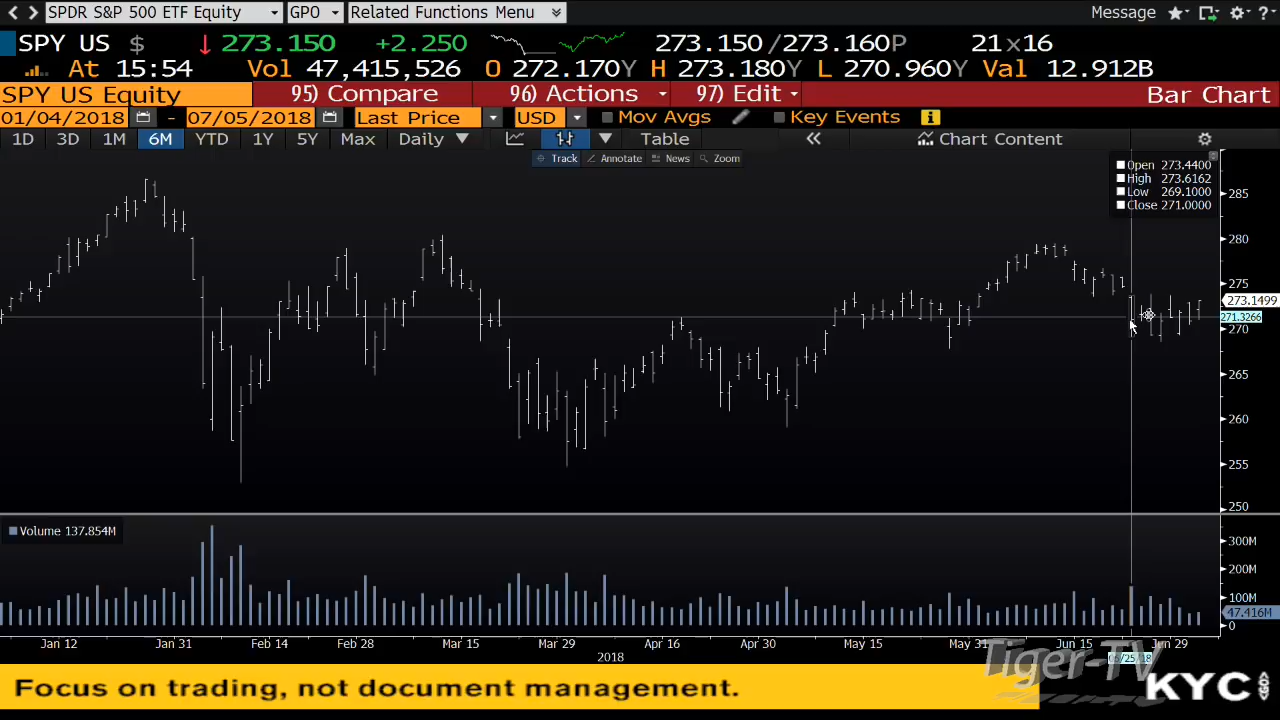 SPDR S&P 500 ETF Equity GPO Related Functions Menu Message
SPY US $ 273.150 +2.250 273.150/273.160P 21x16
At 15:54 Vol 47,415,526 O 272.170Y H 273.180Y L 270.960Y Val 12.912B
SPY US Equity 95) Compare 96) Actions 97) Edit Bar Chart
01/04/2018 - 07/05/2018 Last Price USD Mov Avgs Key Events
1D 3D 1M 6M YTD 1Y 5Y Max Daily Table Chart Content
Track Annotate News Zoom
Open 273.4400
High 273.6162
Low 269.1000
Close 271.0000
285
280
275
273.1499
271.3266
270
265
260
255
250
Volume 137.854M
300M
200M
100M
47.416M
0
Jan 12 Jan 31 Feb 14 Feb 28 Mar 15 Mar 29 Apr 16 Apr 30 May 15 May 31 Jun 15 Jun 29
2018 06/25/18
Tiger-TV
Focus on trading, not document management. KYC GO